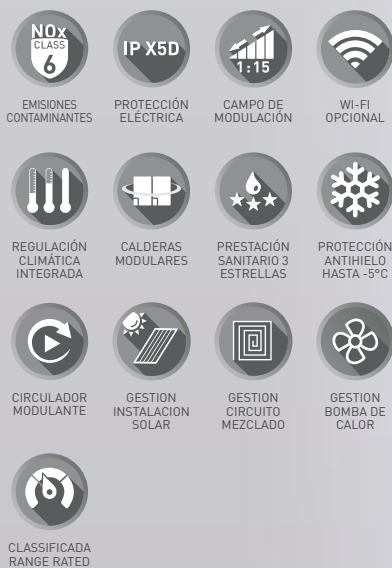 NOx
CLASS
6
EMISIONES
CONTAMINANTES
IP X5D
PROTECCIÓN
ELÉCTRICA
1:15
CAMPO DE
MODULACIÓN
WI-FI
OPCIONAL
REGULACIÓN
CLIMÁTICA
INTEGRADA
CALDERAS
MODULARES
PRESTACIÓN
SANITARIO 3
ESTRELLAS
PROTECCIÓN
ANTIHIELO
HASTA -5°C
CIRCULADOR
MODULANTE
GESTION
INSTALACION
SOLAR
GESTION
CIRCUITO
MEZCLADO
GESTION
BOMBA DE
CALOR
CLASSIFICADA
RANGE RATED